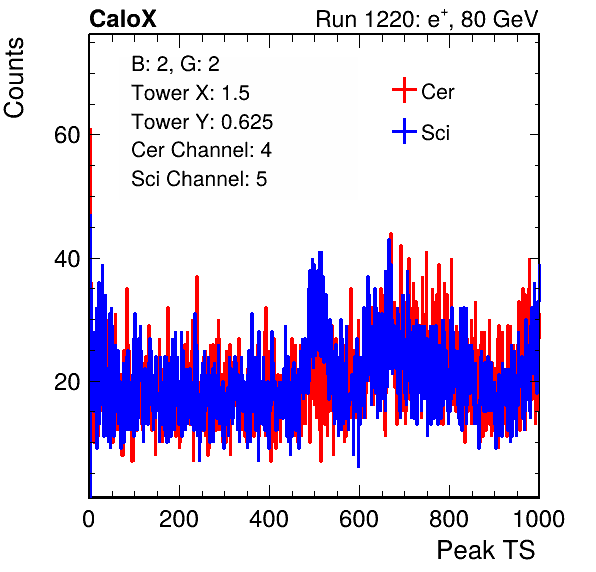 CaloX Run 1220: e⁺, 80 GeV
Counts
B: 2, G: 2
Tower X: 1.5
Tower Y: 0.625
Cer Channel: 4
Sci Channel: 5
Cer
Sci
60
40
20
0 200 400 600 800 1000
Peak TS